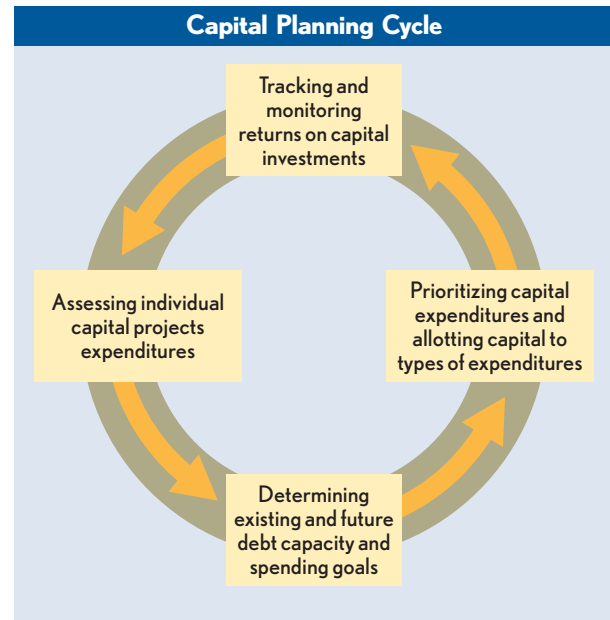 Capital Planning Cycle
Tracking and
monitoring
returns on capital
investments
Assessing individual
capital projects
expenditures
Prioritizing capital
expenditures and
allotting capital to
types of expenditures
Determining
existing and future
debt capacity and
spending goals